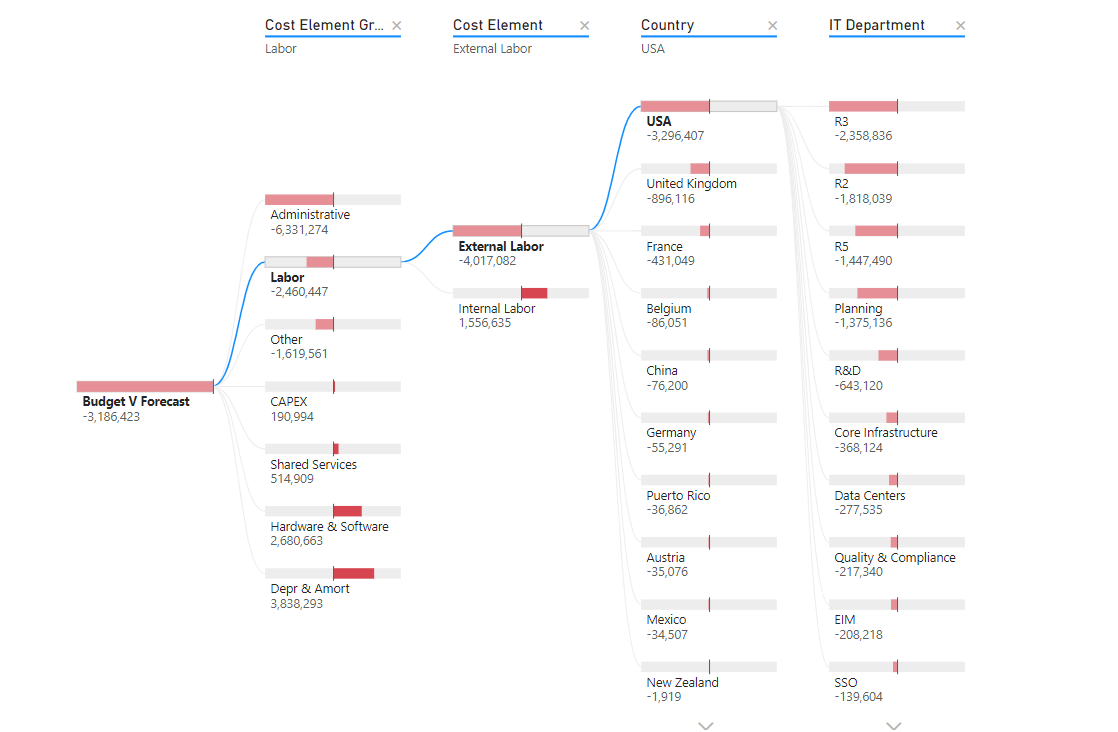 Cost Element Gr...
Labor
Cost Element
External Labor
Country
USA
IT Department
Budget V Forecast
-3,186,423
Administrative
-6,331,274
Labor
-2,460,447
Other
-1,619,561
CAPEX
190,994
Shared Services
514,909
Hardware & Software
2,680,663
Depr & Amort
3,838,293
External Labor
-4,017,082
Internal Labor
1,556,635
USA
-3,296,407
United Kingdom
-896,116
France
-431,049
Belgium
-86,051
China
-76,200
Germany
-55,291
Puerto Rico
-36,862
Austria
-35,076
Mexico
-34,507
New Zealand
-1,919
R3
-2,358,836
R2
-1,818,039
R5
-1,447,490
Planning
-1,375,136
R&D
-643,120
Core Infrastructure
-368,124
Data Centers
-277,535
Quality & Compliance
-217,340
EIM
-208,218
SSO
-139,604